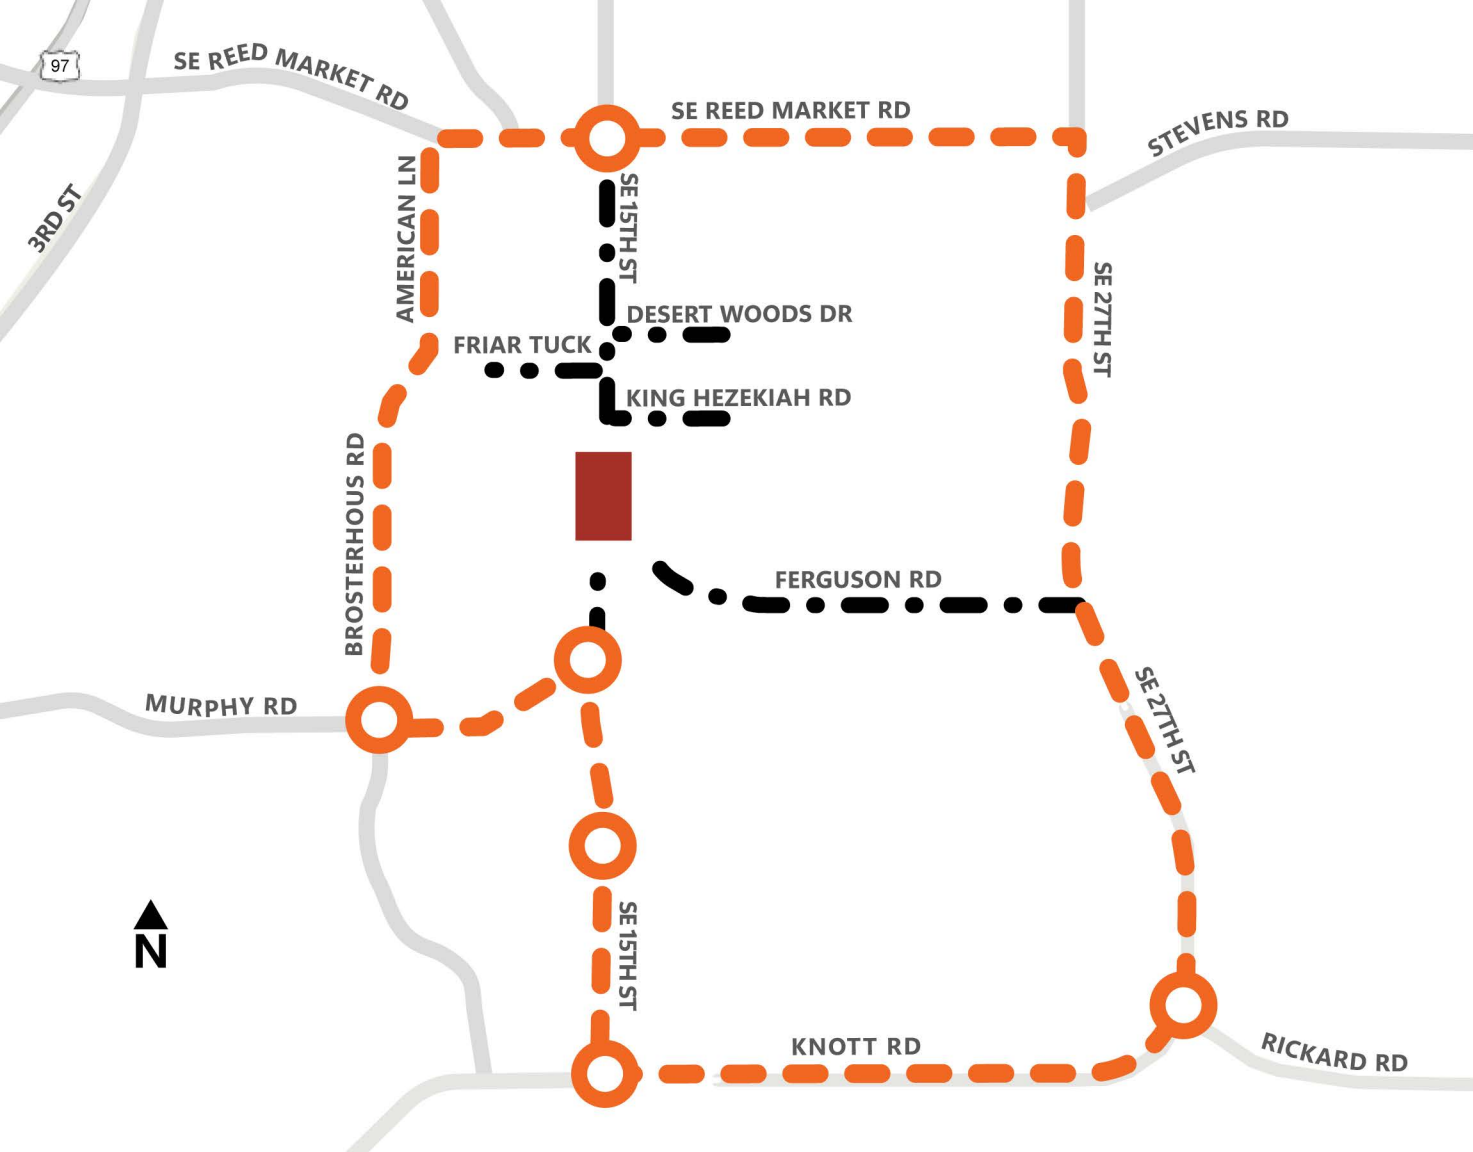 97
SE REED MARKET RD
SE REED MARKET RD
STEVENS RD
3RD ST
AMERICAN LN
SE 15TH ST
SE 27TH ST
DESERT WOODS DR
FRIAR TUCK
KING HEZEKIAH RD
BROSTERHOUS RD
FERGUSON RD
MURPHY RD
SE 27TH ST
N
SE 15TH ST
KNOTT RD
RICKARD RD